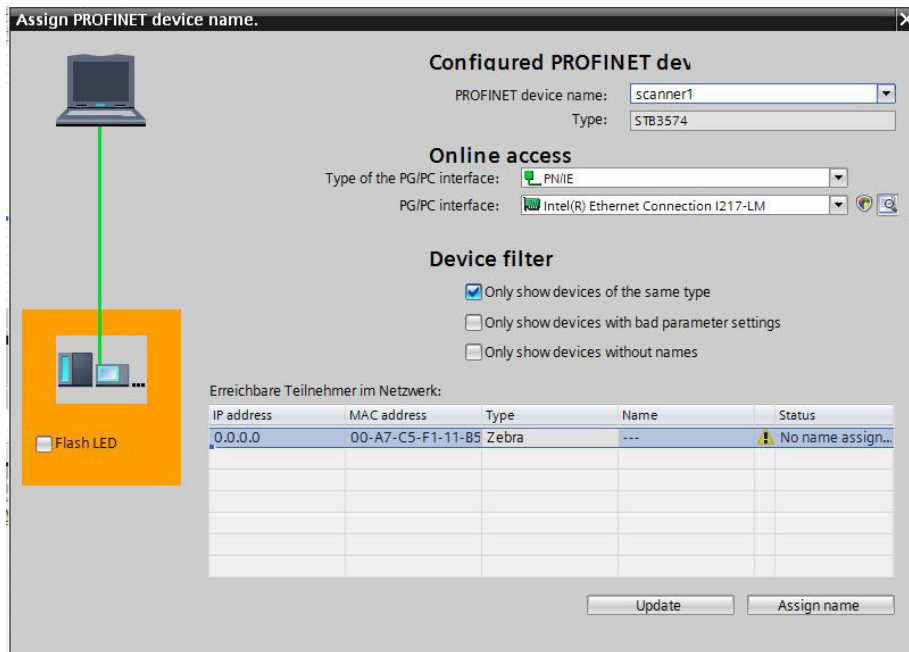 Assign PROFINET device name.
Configured PROFINET dev
PROFINET device name: scanner1
Type: STB3574
Online access
Type of the PG/PC interface: PN/IE
PG/PC interface: Intel(R) Ethernet Connection I217-LM
Device filter
Only show devices of the same type
Only show devices with bad parameter settings
Only show devices without names
Flash LED
Erreichbare Teilnehmer im Netzwerk:
IP address MAC address Type Name Status
0.0.0.0 00-A7-C5-F1-11-B5 Zebra --- No name assign...
Update Assign name